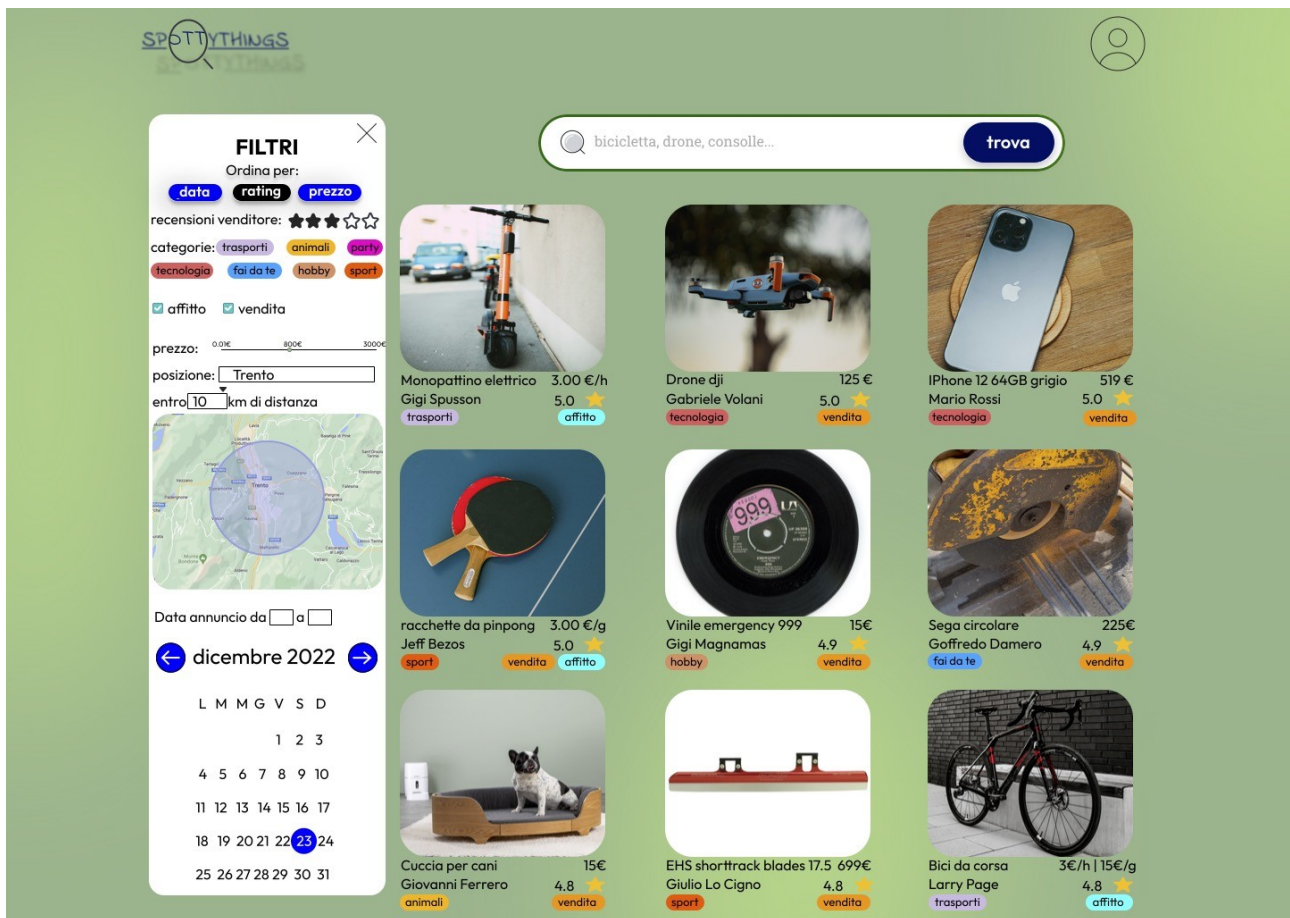 SPOTTYTHINGS
FILTRI
Ordina per:
data rating prezzo
recensioni venditore:
categorie: trasporti animali party
tecnologia fai da te hobby sport
affitto vendita
prezzo: 0.01€ 800€ 3000€
posizione: Trento
entro 10 km di distanza
Trento
Data annuncio da a
dicembre 2022
L M M G V S D
1 2 3
4 5 6 7 8 9 10
11 12 13 14 15 16 17
18 19 20 21 22 23 24
25 26 27 28 29 30 31
bicicletta, drone, consolle...
trova
Monopattino elettrico 3.00 €/h
Gigi Spusson 5.0
trasporti affitto
Drone dji 125 €
Gabriele Volani 5.0
tecnologia vendita
IPhone 12 64GB grigio 519 €
Mario Rossi 5.0
tecnologia vendita
racchette da pinpong 3.00 €/g
Jeff Bezos 5.0
sport vendita affitto
999
Vinile emergency 999 15€
Gigi Magnamas 4.9
hobby vendita
Sega circolare 225€
Goffredo Damero 4.9
fai da te vendita
Cuccia per cani 15€
Giovanni Ferrero 4.8
animali vendita
EHS shorttrack blades 17.5 699€
Giulio Lo Cigno 4.8
sport vendita
Bici da corsa 3€/h | 15€/g
Larry Page 4.8
trasporti affitto